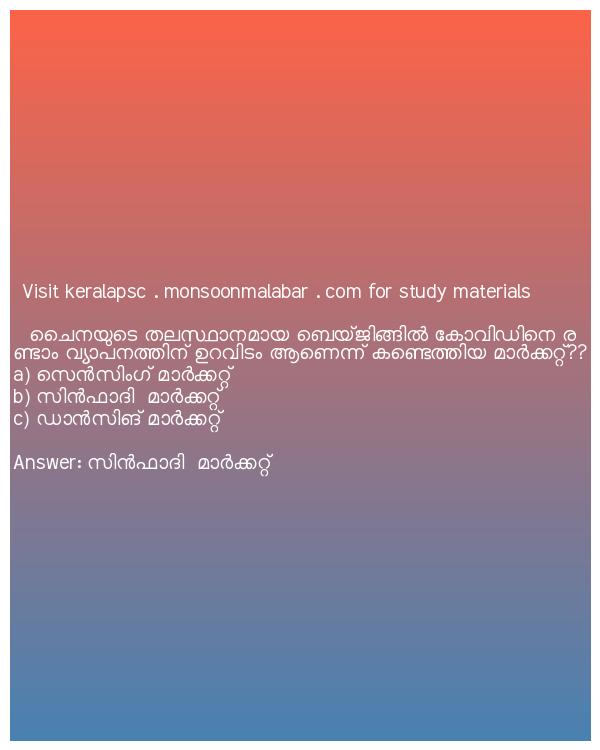 Visit keralapsc . monsoonmalabar . com for study materials
ചൈനയുടെ തലസ്ഥാനമായ ബെയ്ജിങ്ങിൽ കോവിഡിനെ ര
ണ്ടാം വ്യാപനത്തിന് ഉറവിടം ആണെന്ന് കണ്ടെത്തിയ മാർക്കറ്റ്??
a) സെൻസിംഗ് മാർക്കറ്റ്
b) സിൻഫാദി മാർക്കറ്റ്
c) ഡാൻസിങ് മാർക്കറ്റ്
Answer: സിൻഫാദി മാർക്കറ്റ്